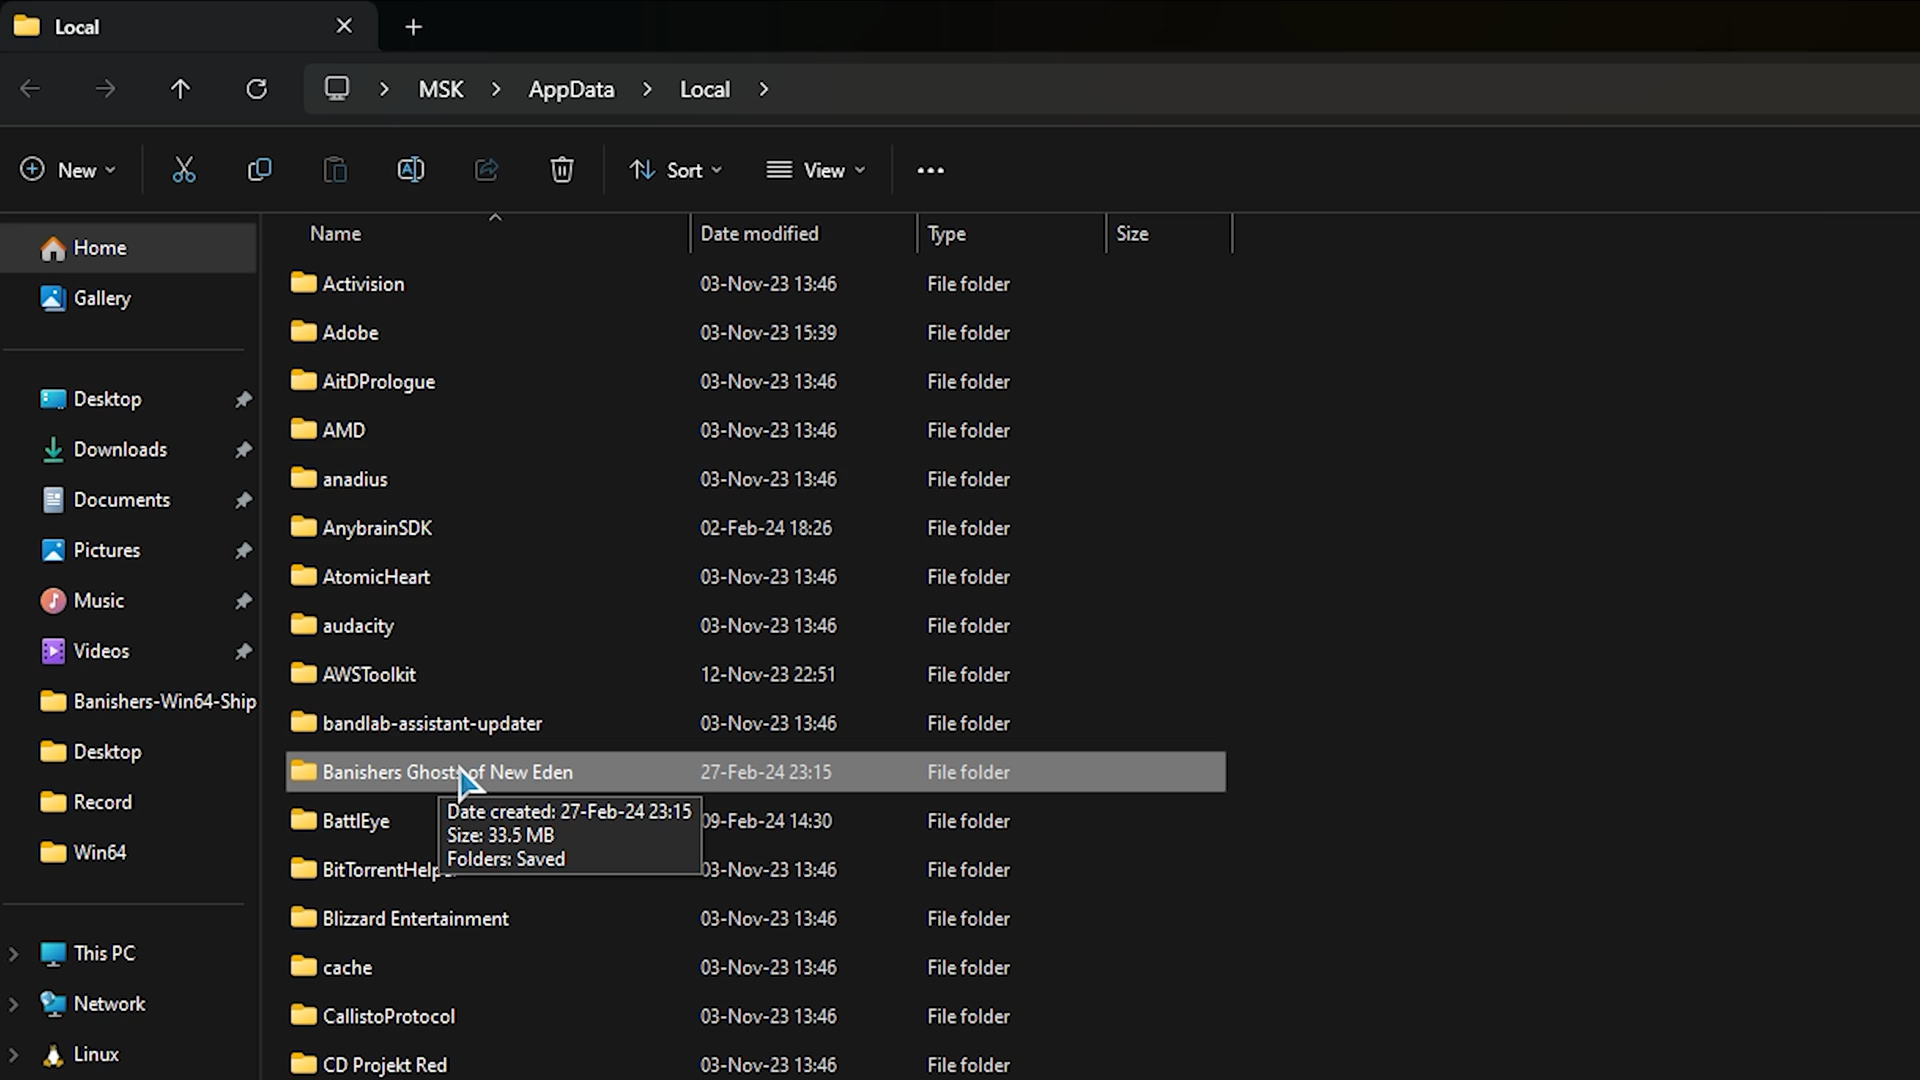 Local
MSK AppData Local
New Sort View
Name Date modified Type Size
Home
Gallery
Desktop
Downloads
Documents
Pictures
Music
Videos
Banishers-Win64-Ship
Desktop
Record
Win64
This PC
Network
Linux
Activision 03-Nov-23 13:46 File folder
Adobe 03-Nov-23 15:39 File folder
AitDPrologue 03-Nov-23 13:46 File folder
AMD 03-Nov-23 13:46 File folder
anadius 03-Nov-23 13:46 File folder
AnybrainSDK 02-Feb-24 18:26 File folder
AtomicHeart 03-Nov-23 13:46 File folder
audacity 03-Nov-23 13:46 File folder
AWSToolkit 12-Nov-23 22:51 File folder
bandlab-assistant-updater 03-Nov-23 13:46 File folder
Banishers Ghosts of New Eden 27-Feb-24 23:15 File folder
Date created: 27-Feb-24 23:15
Size: 33.5 MB
Folders: Saved
BattlEye 09-Feb-24 14:30 File folder
BitTorrentHelpe 03-Nov-23 13:46 File folder
Blizzard Entertainment 03-Nov-23 13:46 File folder
cache 03-Nov-23 13:46 File folder
CallistoProtocol 03-Nov-23 13:46 File folder
CD Projekt Red 03-Nov-23 13:46 File folder